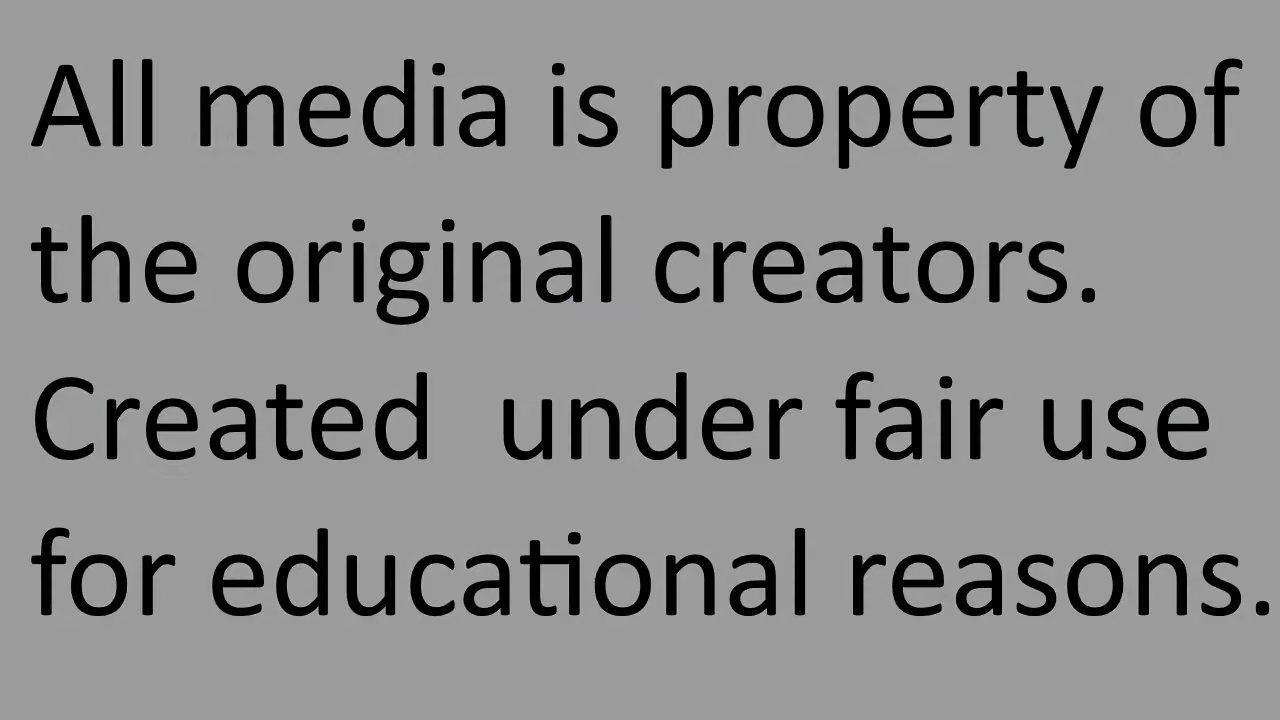 All media is property of
the original creators.
Created  under fair use
for educational reasons.